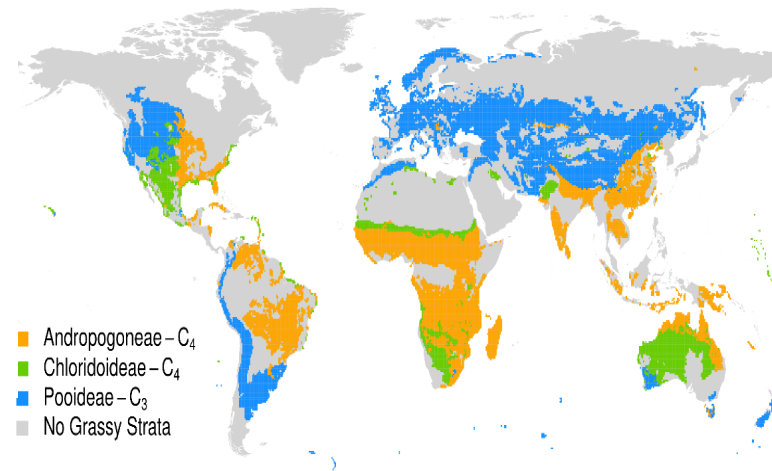 Andropogoneae – C₄
Chloridoideae – C₄
Pooideae – C₃
No Grassy Strata